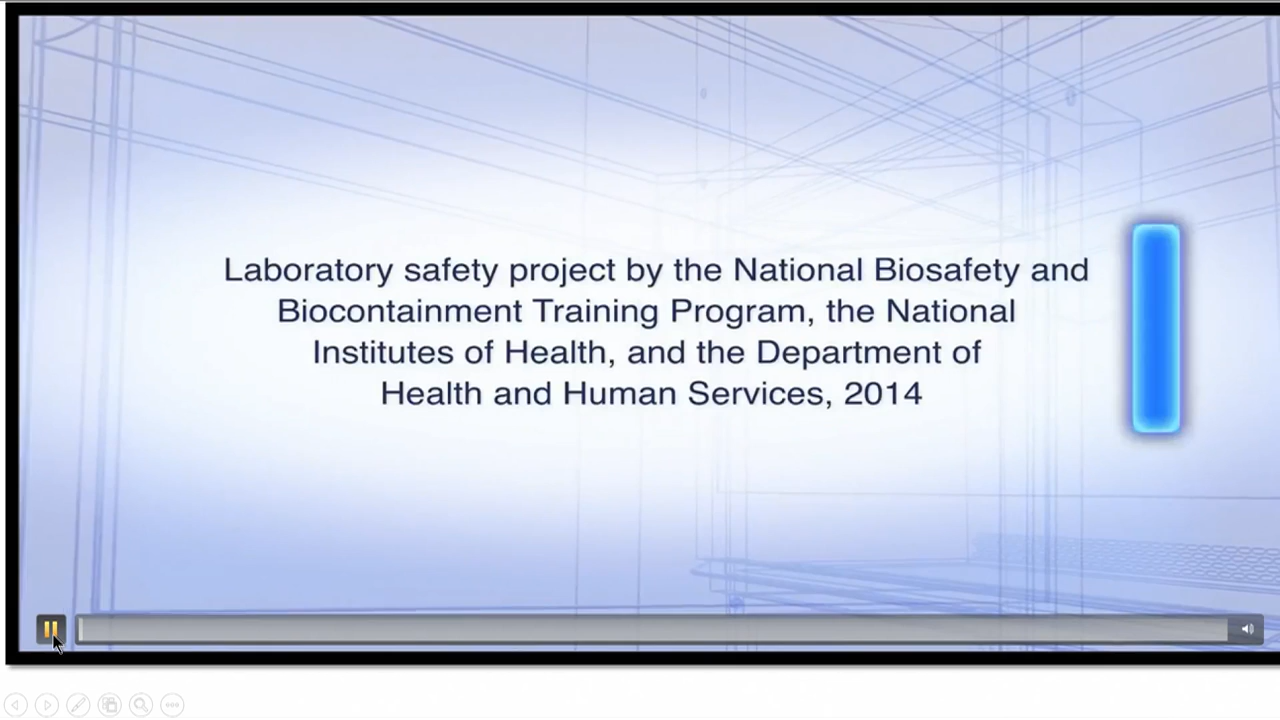 Laboratory safety project by the National Biosafety and
Biocontainment Training Program, the National
Institutes of Health, and the Department of
Health and Human Services, 2014